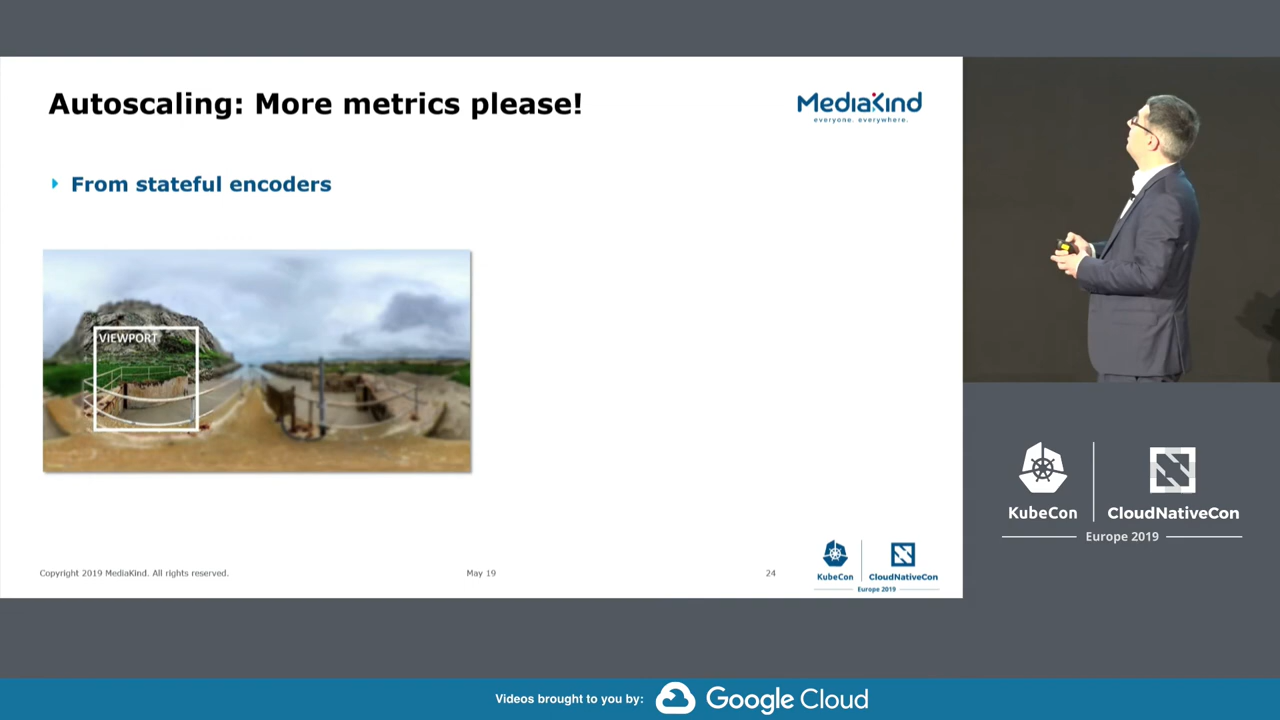 Autoscaling: More metrics please!
MediaKind
everyone. everywhere.
From stateful encoders
VIEWPORT
Copyright 2019 MediaKind. All rights reserved.
May 19
24
KubeCon
CloudNativeCon
Europe 2019
KubeCon
CloudNativeCon
Europe 2019
Videos brought to you by:
Google Cloud